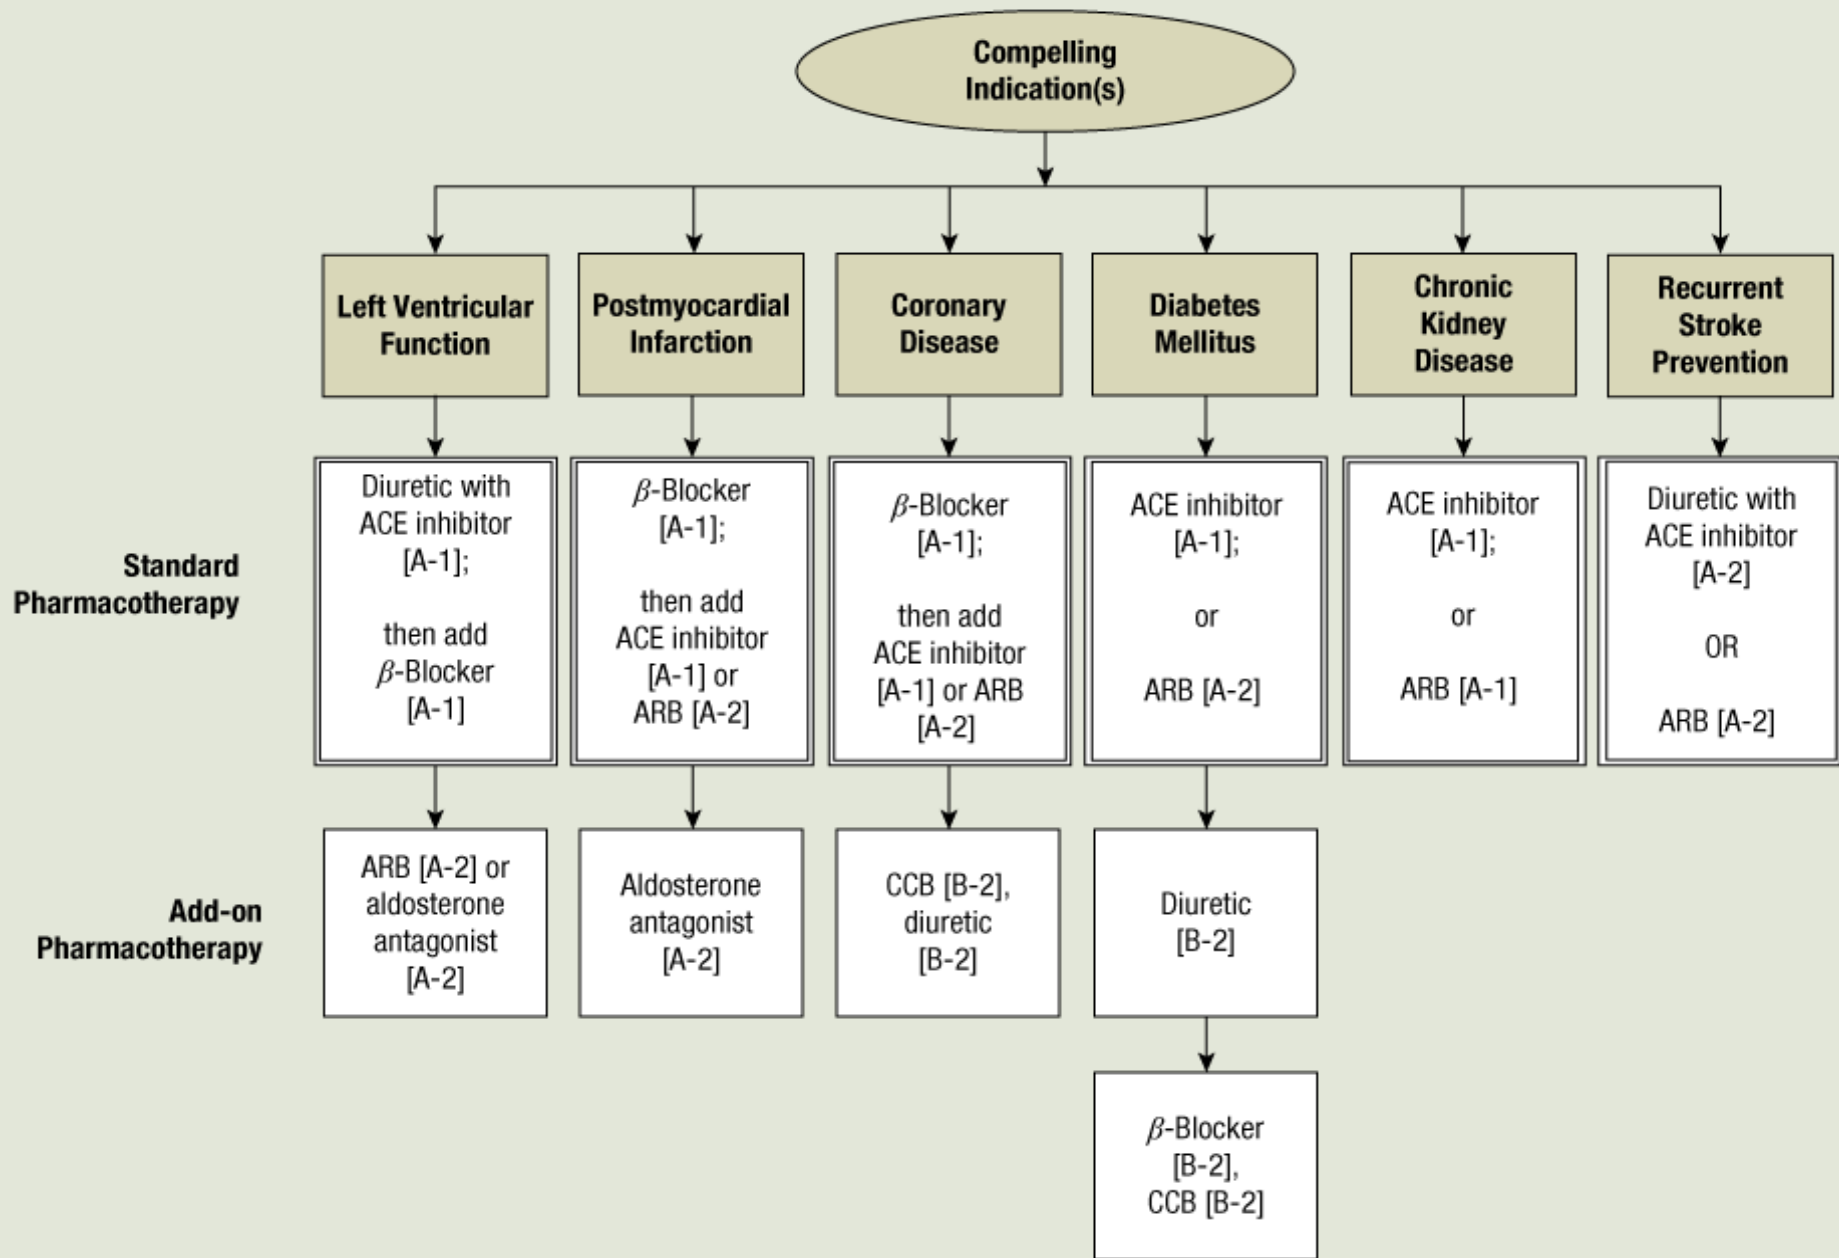 Compelling
Indication(s)
Left Ventricular
Function
Postmyocardial
Infarction
Coronary
Disease
Diabetes
Mellitus
Chronic
Kidney
Disease
Recurrent
Stroke
Prevention
Standard
Pharmacotherapy
Diuretic with
ACE inhibitor
[A-1];
then add
β-Blocker
[A-1]
β-Blocker
[A-1];
then add
ACE inhibitor
[A-1] or
ARB [A-2]
β-Blocker
[A-1];
then add
ACE inhibitor
[A-1] or ARB
[A-2]
ACE inhibitor
[A-1];
or
ARB [A-2]
ACE inhibitor
[A-1];
or
ARB [A-1]
Diuretic with
ACE inhibitor
[A-2]
OR
ARB [A-2]
Add-on
Pharmacotherapy
ARB [A-2] or
aldosterone
antagonist
[A-2]
Aldosterone
antagonist
[A-2]
CCB [B-2],
diuretic
[B-2]
Diuretic
[B-2]
β-Blocker
[B-2],
CCB [B-2]